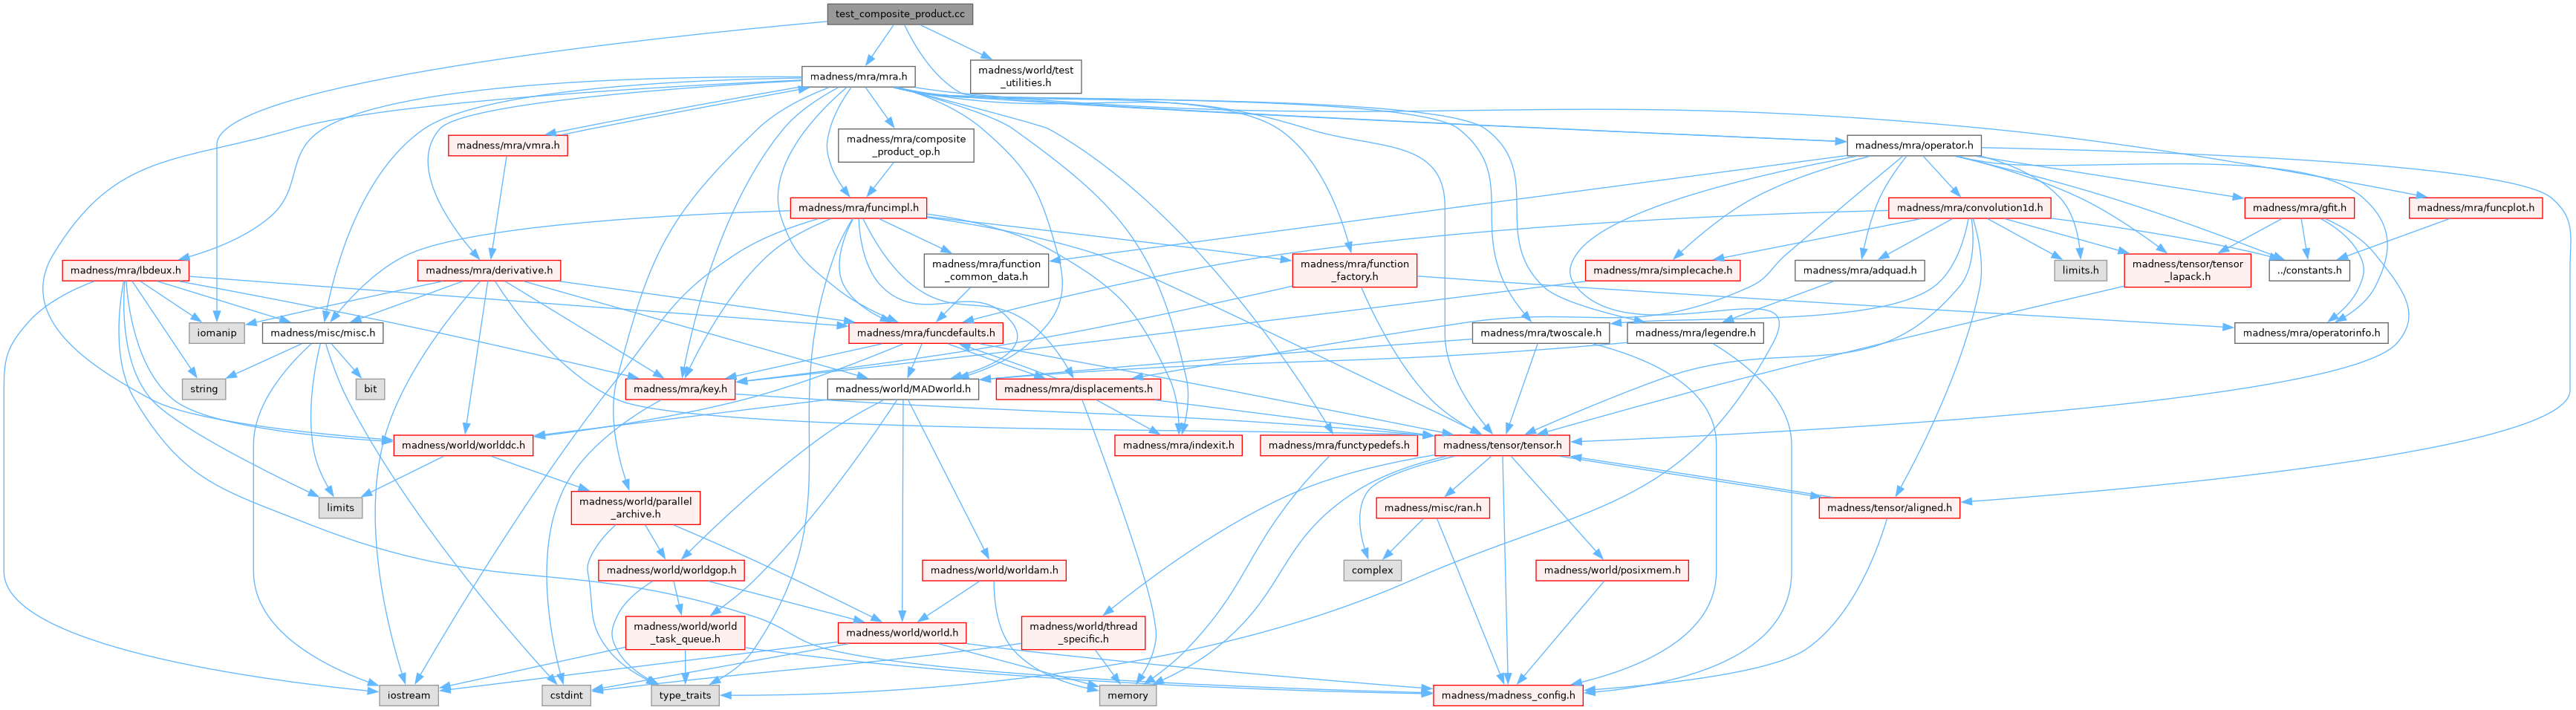 test_composite_product.cc
madness/mra/mra.h
madness/world/test
_utilities.h
madness/mra/vmra.h
madness/mra/composite
_product_op.h
madness/mra/operator.h
madness/mra/funcimpl.h
madness/mra/convolution1d.h
madness/mra/gfit.h
madness/mra/funcplot.h
madness/mra/lbdeux.h
madness/mra/derivative.h
madness/mra/function
_common_data.h
madness/mra/function
_factory.h
madness/mra/simplecache.h
madness/mra/adquad.h
limits.h
madness/tensor/tensor
_lapack.h
../constants.h
iomanip
madness/misc/misc.h
madness/mra/funcdefaults.h
madness/mra/twoscale.h
madness/mra/legendre.h
madness/mra/operatorinfo.h
string
bit
madness/mra/key.h
madness/world/MADworld.h
madness/mra/displacements.h
madness/world/worlddc.h
madness/mra/indexit.h
madness/mra/functypedefs.h
madness/tensor/tensor.h
limits
madness/world/parallel
_archive.h
madness/misc/ran.h
madness/tensor/aligned.h
madness/world/worldgop.h
madness/world/worldam.h
complex
madness/world/posixmem.h
madness/world/world
_task_queue.h
madness/world/world.h
madness/world/thread
_specific.h
iostream
cstdint
type_traits
memory
madness/madness_config.h